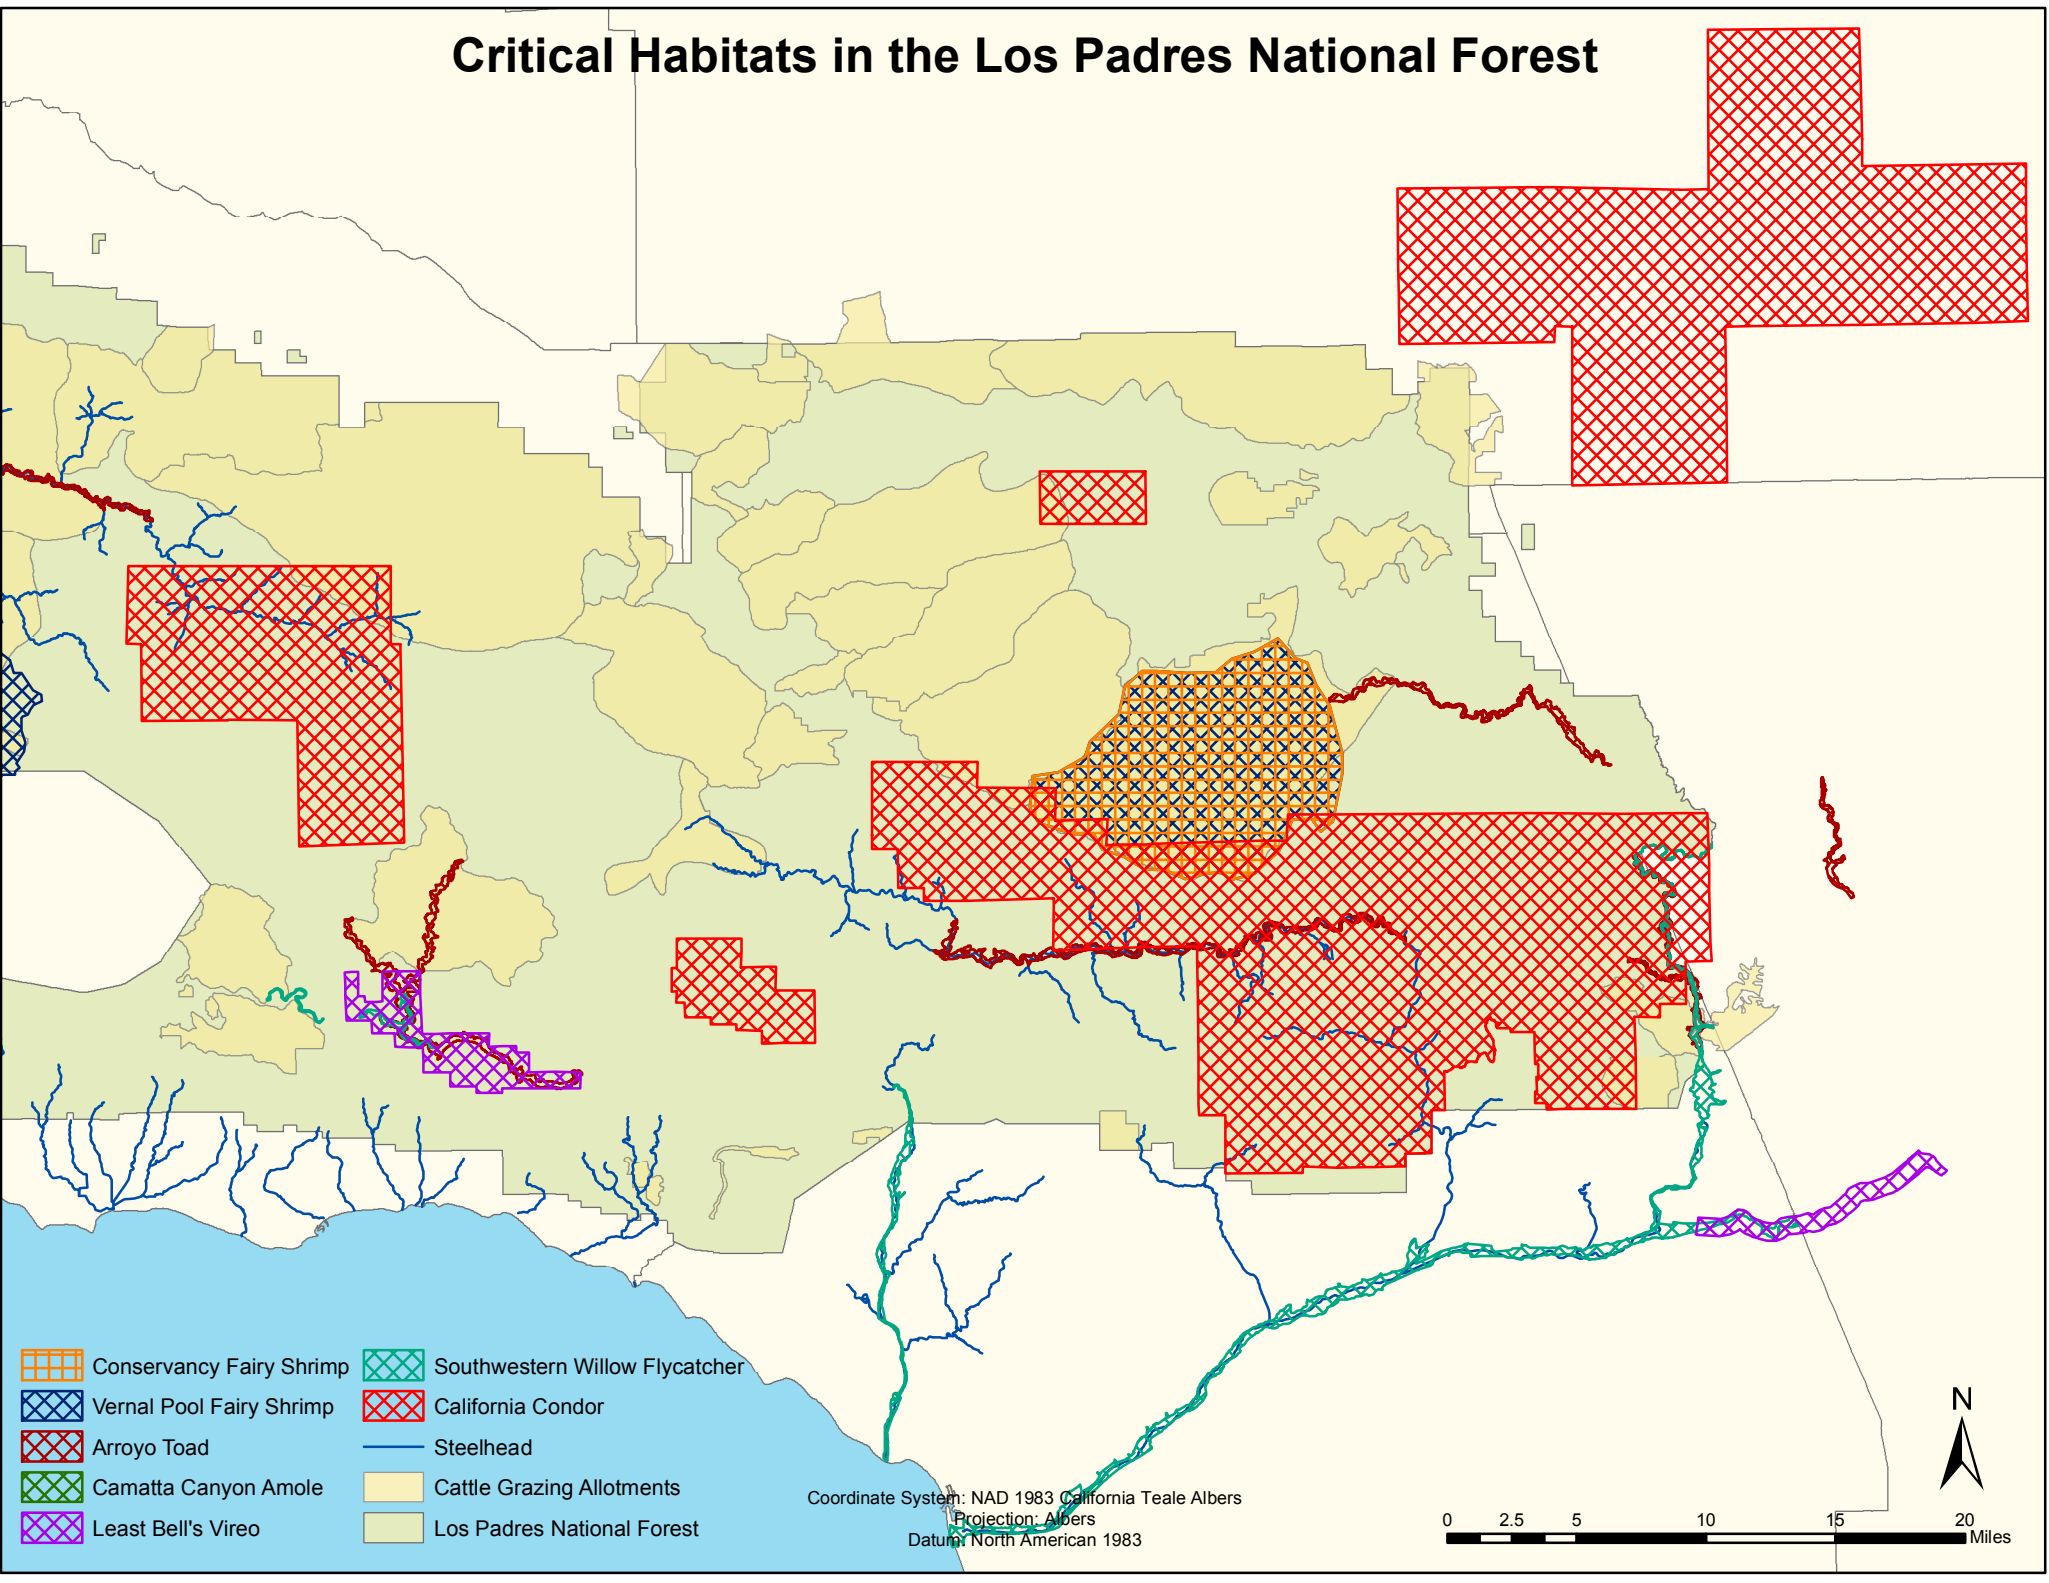 Critical Habitats in the Los Padres National Forest
Conservancy Fairy Shrimp
Vernal Pool Fairy Shrimp
Arroyo Toad
Camatta Canyon Amole
Least Bell's Vireo
Southwestern Willow Flycatcher
California Condor
Steelhead
Cattle Grazing Allotments
Los Padres National Forest
Coordinate System: NAD 1983 California Teale Albers
Projection: Albers
Datum: North American 1983
N
0 2.5 5 10 15 20
Miles